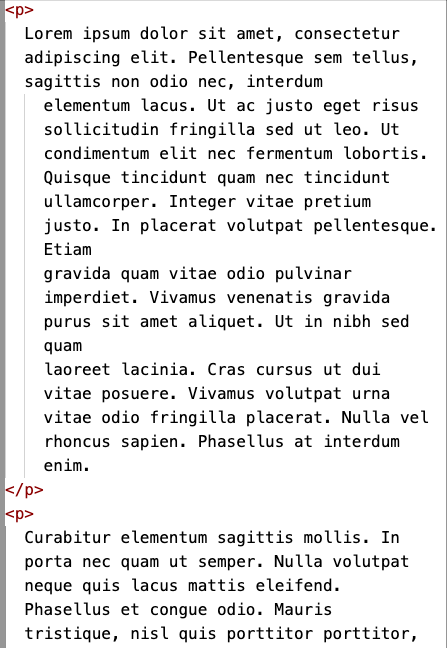 <p>
Lorem ipsum dolor sit amet, consectetur
adipiscing elit. Pellentesque sem tellus,
sagittis non odio nec, interdum
elementum lacus. Ut ac justo eget risus
sollicitudin fringilla sed ut leo. Ut
condimentum elit nec fermentum lobortis.
Quisque tincidunt quam nec tincidunt
ullamcorper. Integer vitae pretium
justo. In placerat volutpat pellentesque.
Etiam
gravida quam vitae odio pulvinar
imperdiet. Vivamus venenatis gravida
purus sit amet aliquet. Ut in nibh sed
quam
laoreet lacinia. Cras cursus ut dui
vitae posuere. Vivamus volutpat urna
vitae odio fringilla placerat. Nulla vel
rhoncus sapien. Phasellus at interdum
enim.
</p>
<p>
Curabitur elementum sagittis mollis. In
porta nec quam ut semper. Nulla volutpat
neque quis lacus mattis eleifend.
Phasellus et congue odio. Mauris
tristique, nisl quis porttitor porttitor,